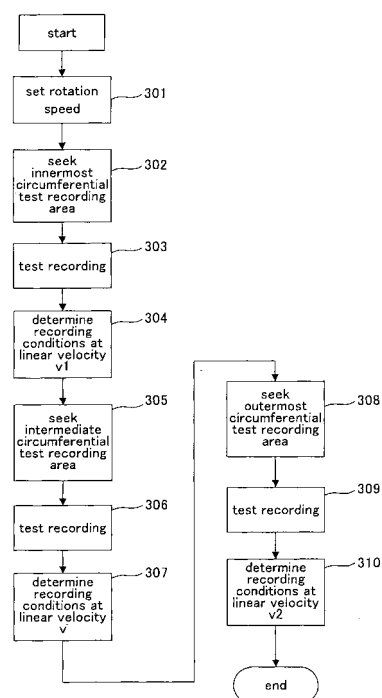 start
set rotation
speed
301
seek
innermost
circumferential
test recording
area
302
test recording
303
determine
recording
conditions at
linear velocity
v1
304
seek
intermediate
circumferential
test recording
area
305
test recording
306
determine
recording
conditions at
linear velocity
v
307
seek
outermost
circumferential
test recording
area
308
test recording
309
determine
recording
conditions at
linear velocity
v2
310
end